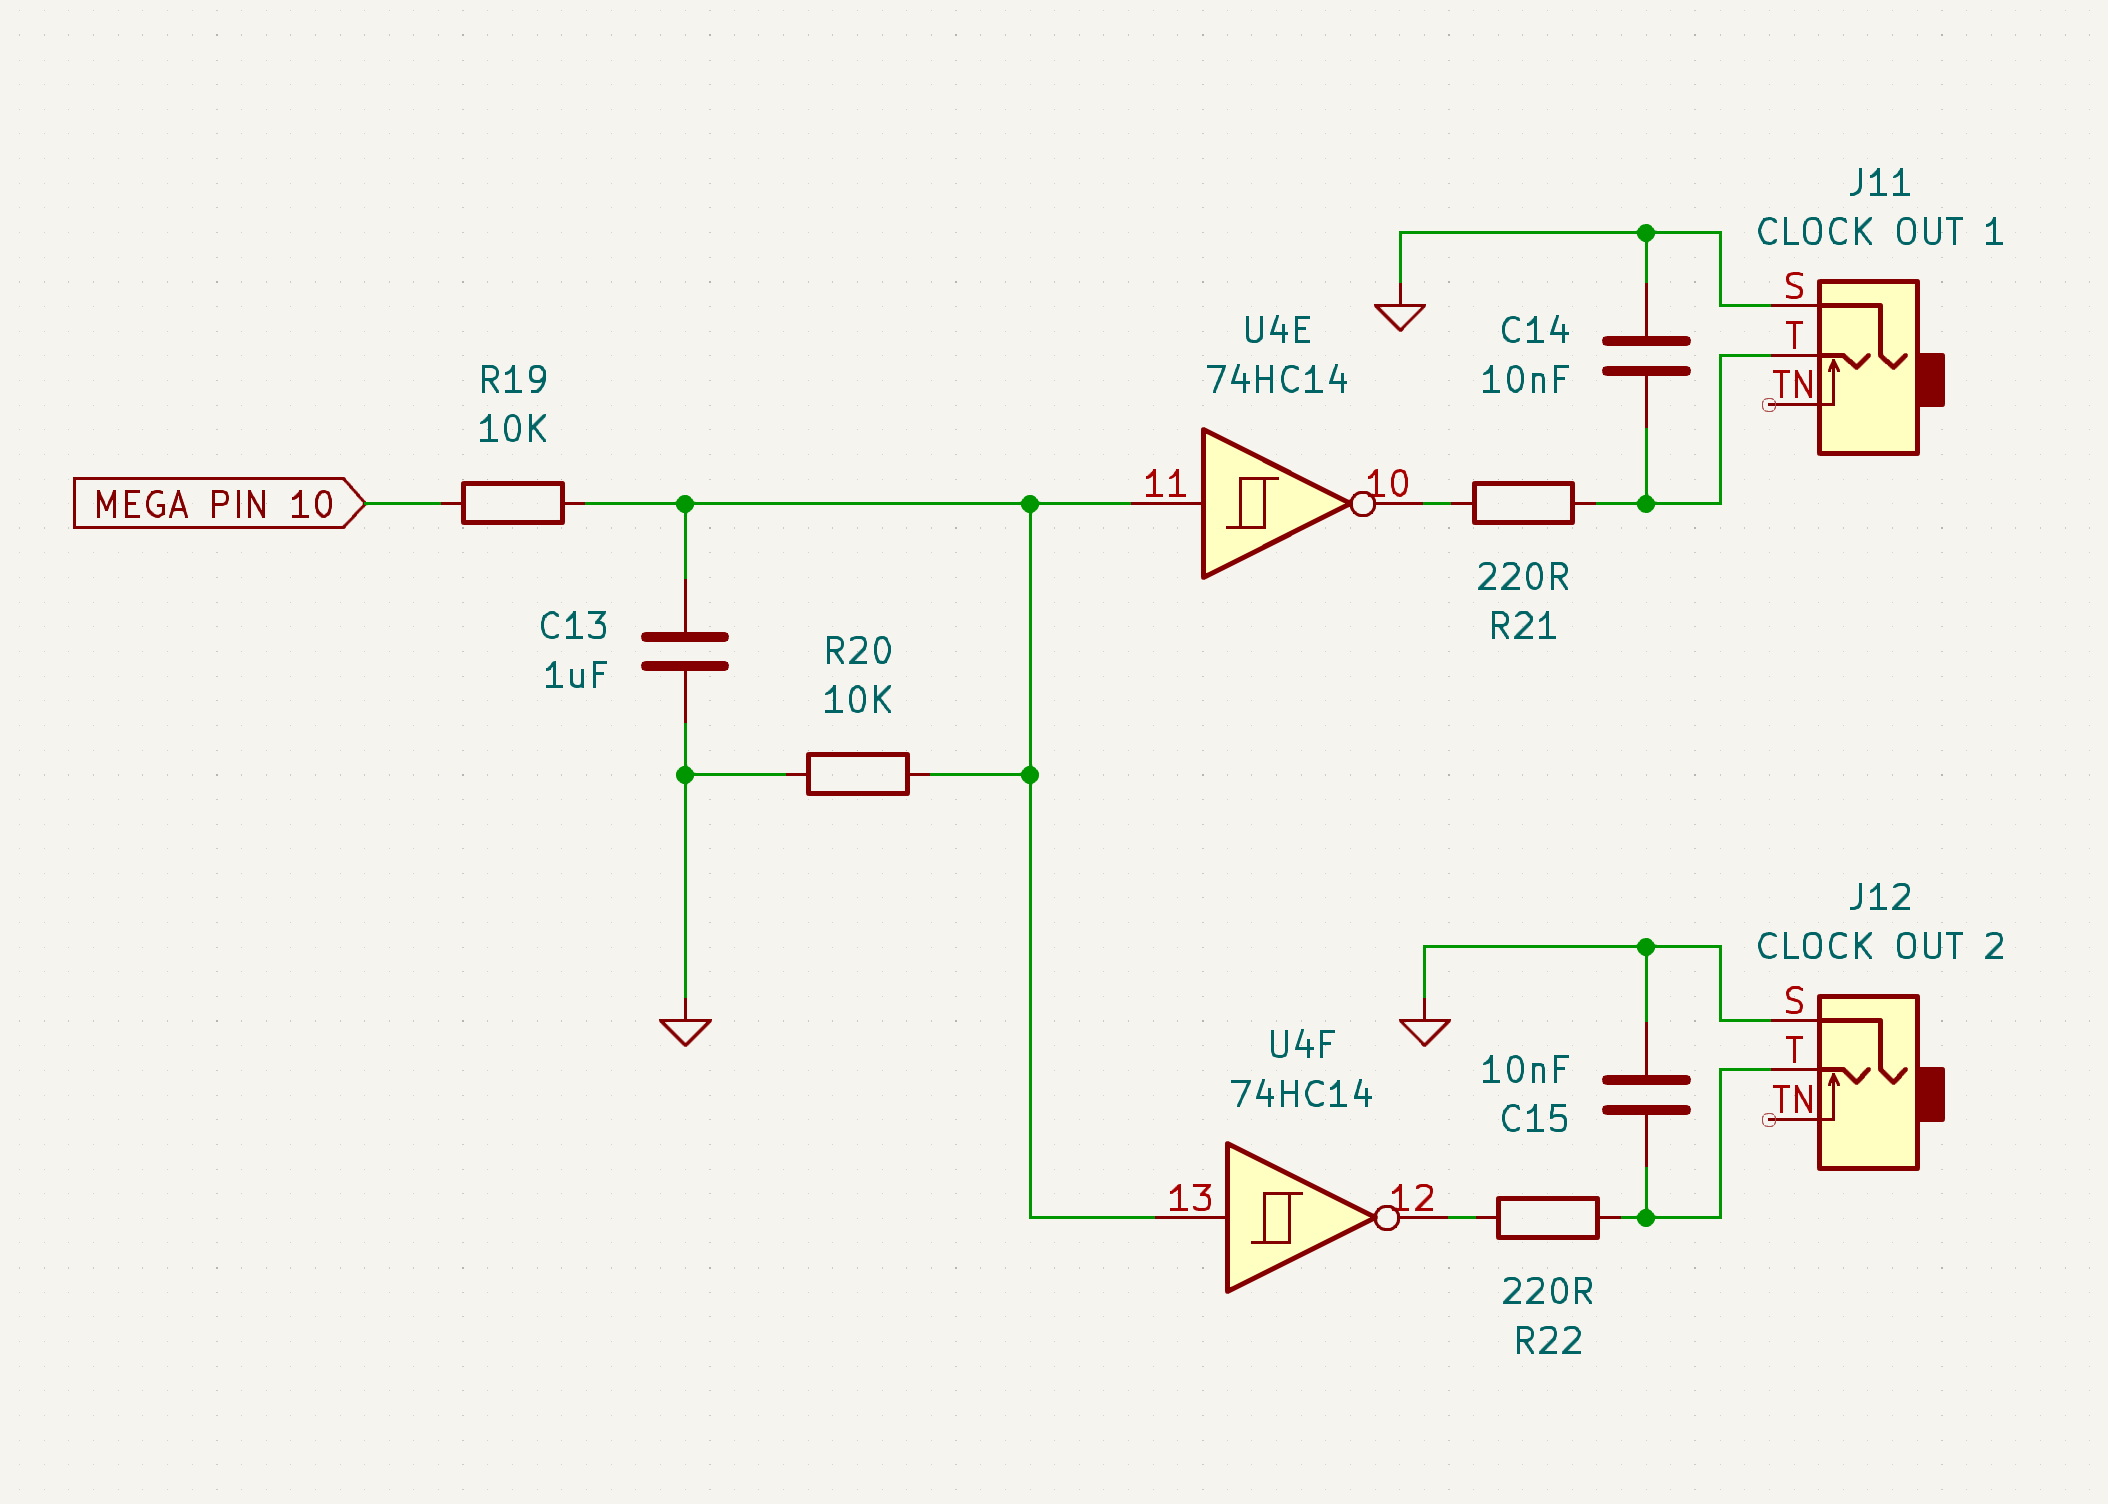 J11
CLOCK OUT 1
S
T
TN
U4E
74HC14
C14
10nF
R19
10K
MEGA PIN 10
11
10
220R
R21
C13
1uF
R20
10K
J12
CLOCK OUT 2
S
T
TN
U4F
74HC14
10nF
C15
13
12
220R
R22